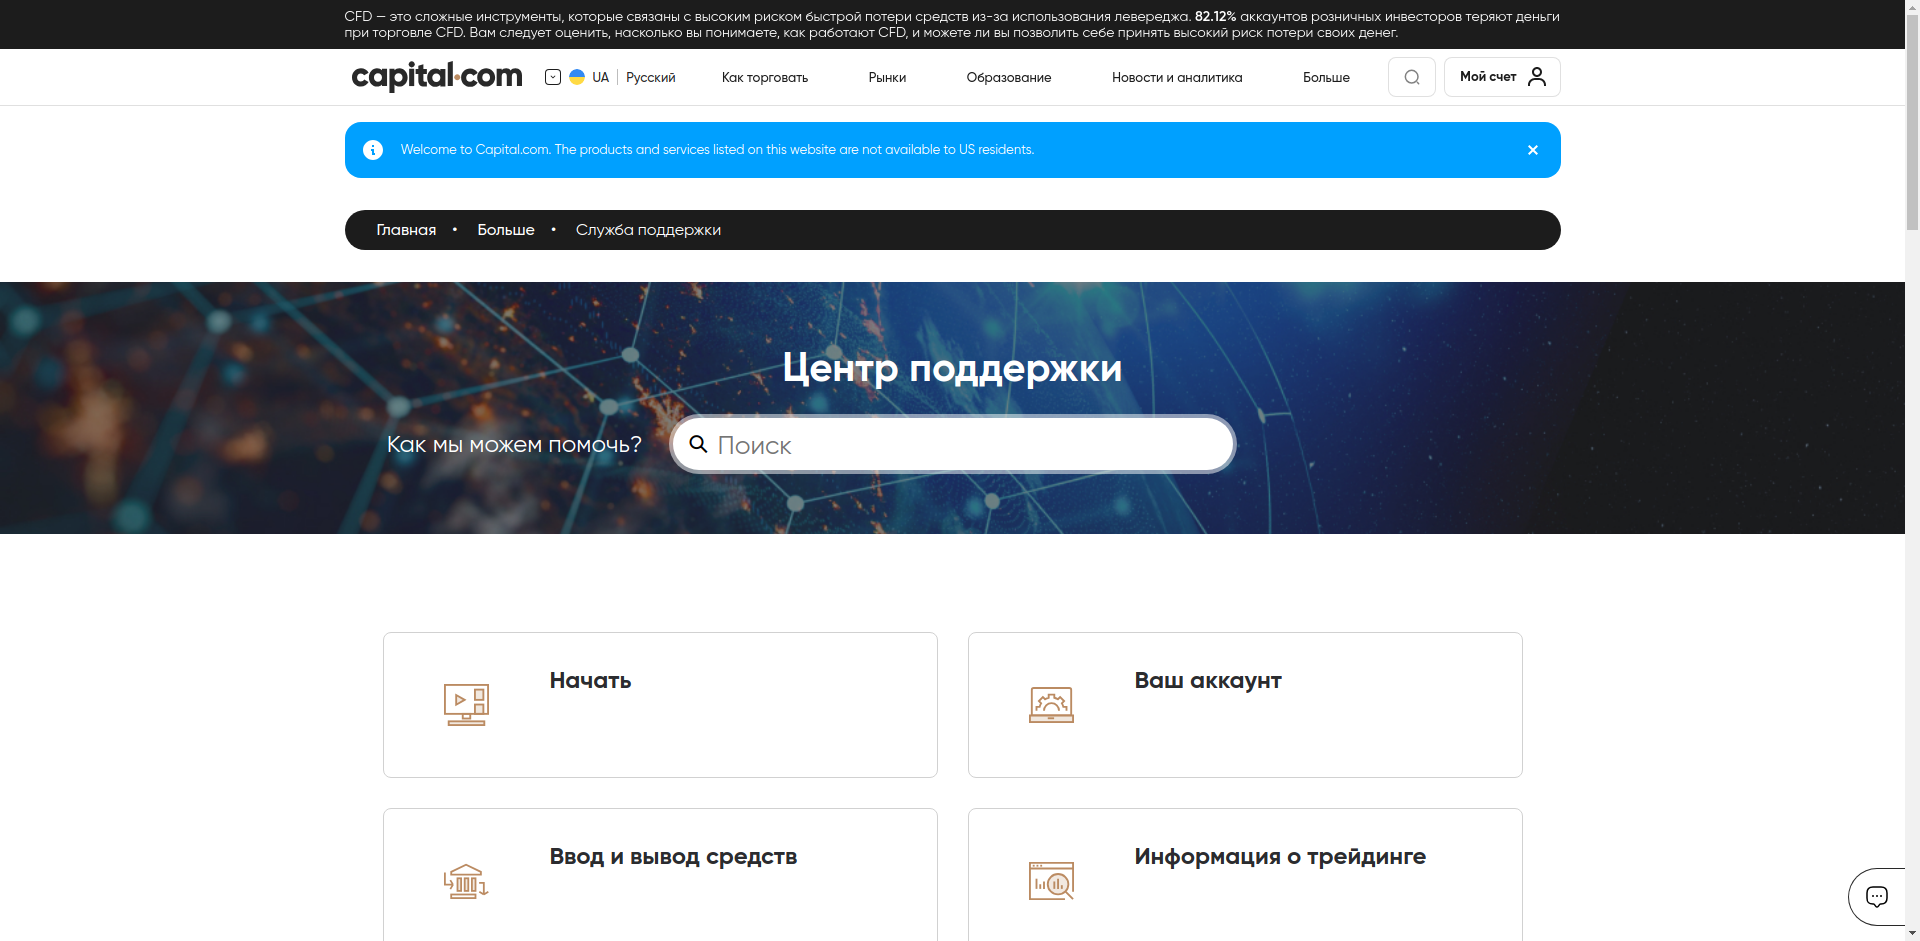 CFD — это сложные инструменты, которые связаны с высоким риском быстрой потери средств из-за использования левереджа. 82.12% аккаунтов розничных инвесторов теряют деньги
при торговле CFD. Вам следует оценить, насколько вы понимаете, как работают CFD, и можете ли вы позволить себе принять высокий риск потери своих денег.
capital.com UA Русский Как торговать Рынки Образование Новости и аналитика Больше Мой счет
Welcome to Capital.com. The products and services listed on this website are not available to US residents.
Главная • Больше • Служба поддержки
Центр поддержки
Как мы можем помочь? Поиск
Начать
Ваш аккаунт
Ввод и вывод средств
Информация о трейдинге